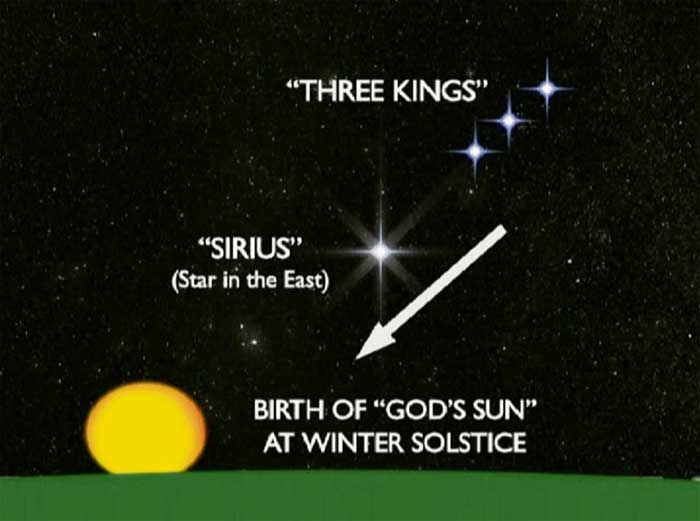 “THREE KINGS”
“SIRIUS”
(Star in the East)
BIRTH OF “GOD’S SUN”
AT WINTER SOLSTICE